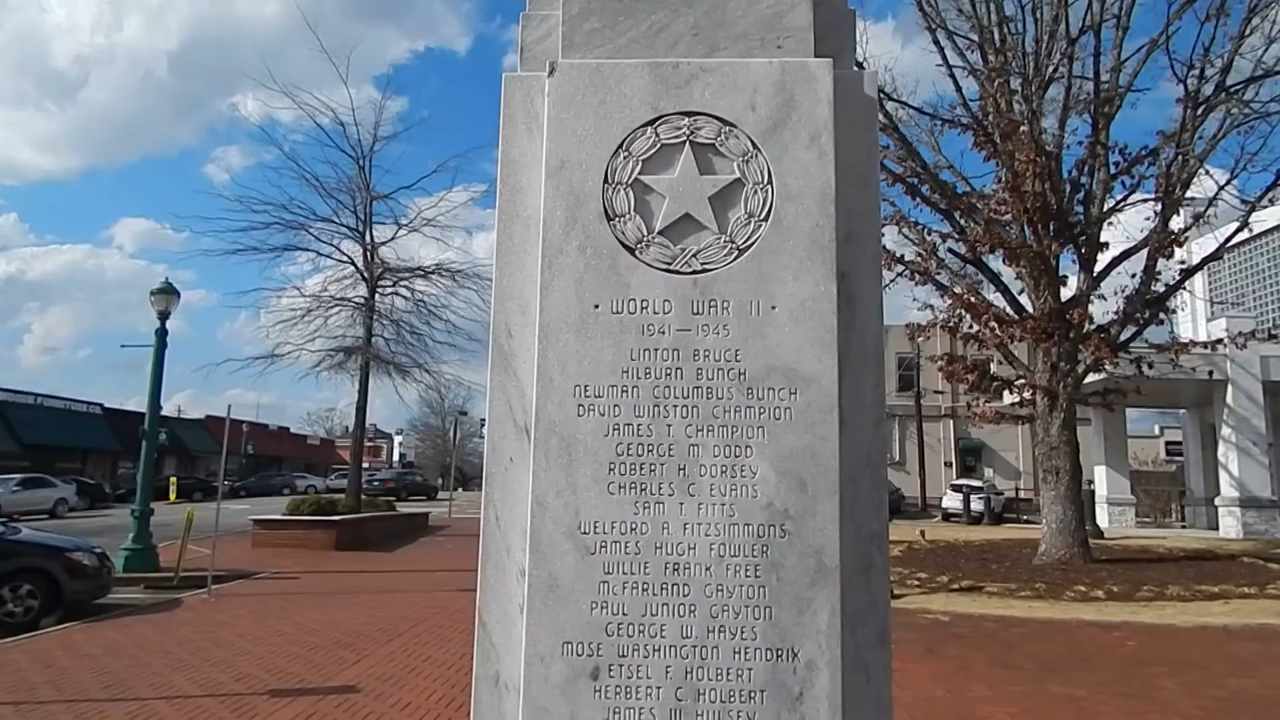 • WORLD WAR II •
1941—1945
LINTON BRUCE
HILBURN BUNCH
NEWMAN COLUMBUS BUNCH
DAVID WINSTON CHAMPION
JAMES T. CHAMPION
GEORGE M. DODD
ROBERT H. DORSEY
CHARLES C. EVANS
SAM T. FITTS
WELFORD A. FITZSIMMONS
JAMES HUGH FOWLER
WILLIE FRANK FREE
McFARLAND GAYTON
PAUL JUNIOR GAYTON
GEORGE W. HAYES
MOSE WASHINGTON HENDRIX
ETSEL F. HOLBERT
HERBERT C. HOLBERT
JAMES W. HULSEY